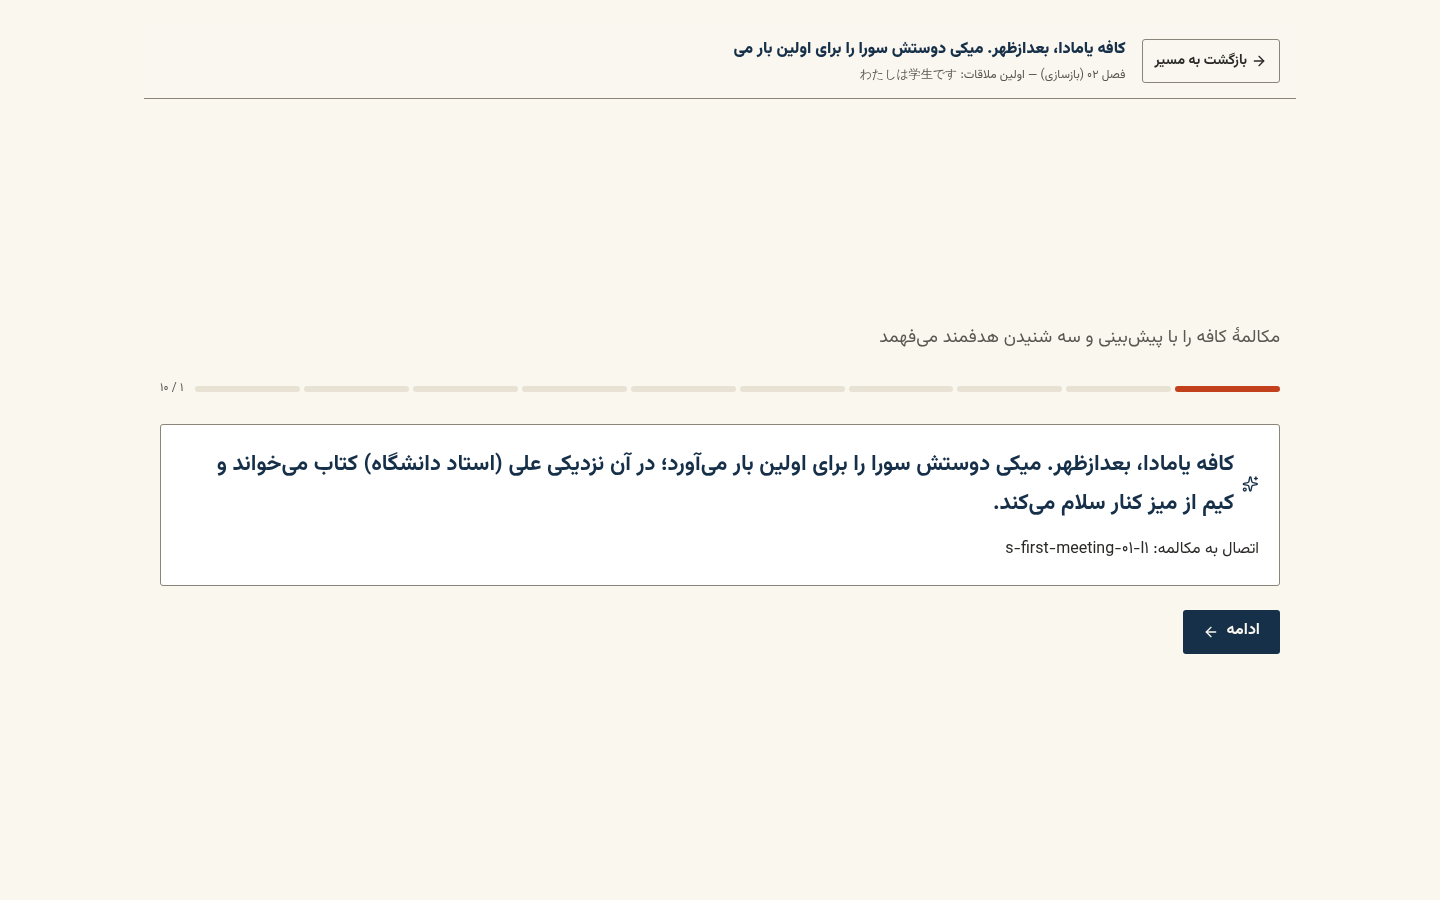 بازگشت به مسیر
کافه یامادا، بعدازظهر. میکی دوستش سورا را برای اولین بار می
فصل ۰۲ (بازسازی) — اولین ملاقات: わたしは学生です
مکالمهٔ کافه را با پیش‌بینی و سه شنیدن هدفمند می‌فهمد
۱ / ۱۰
کافه یامادا، بعدازظهر. میکی دوستش سورا را برای اولین بار می‌آورد؛ در آن نزدیکی علی (استاد دانشگاه) کتاب می‌خواند و
کیم از میز کنار سلام می‌کند.
اتصال به مکالمه: s-first-meeting-۰۱-l۱
ادامه